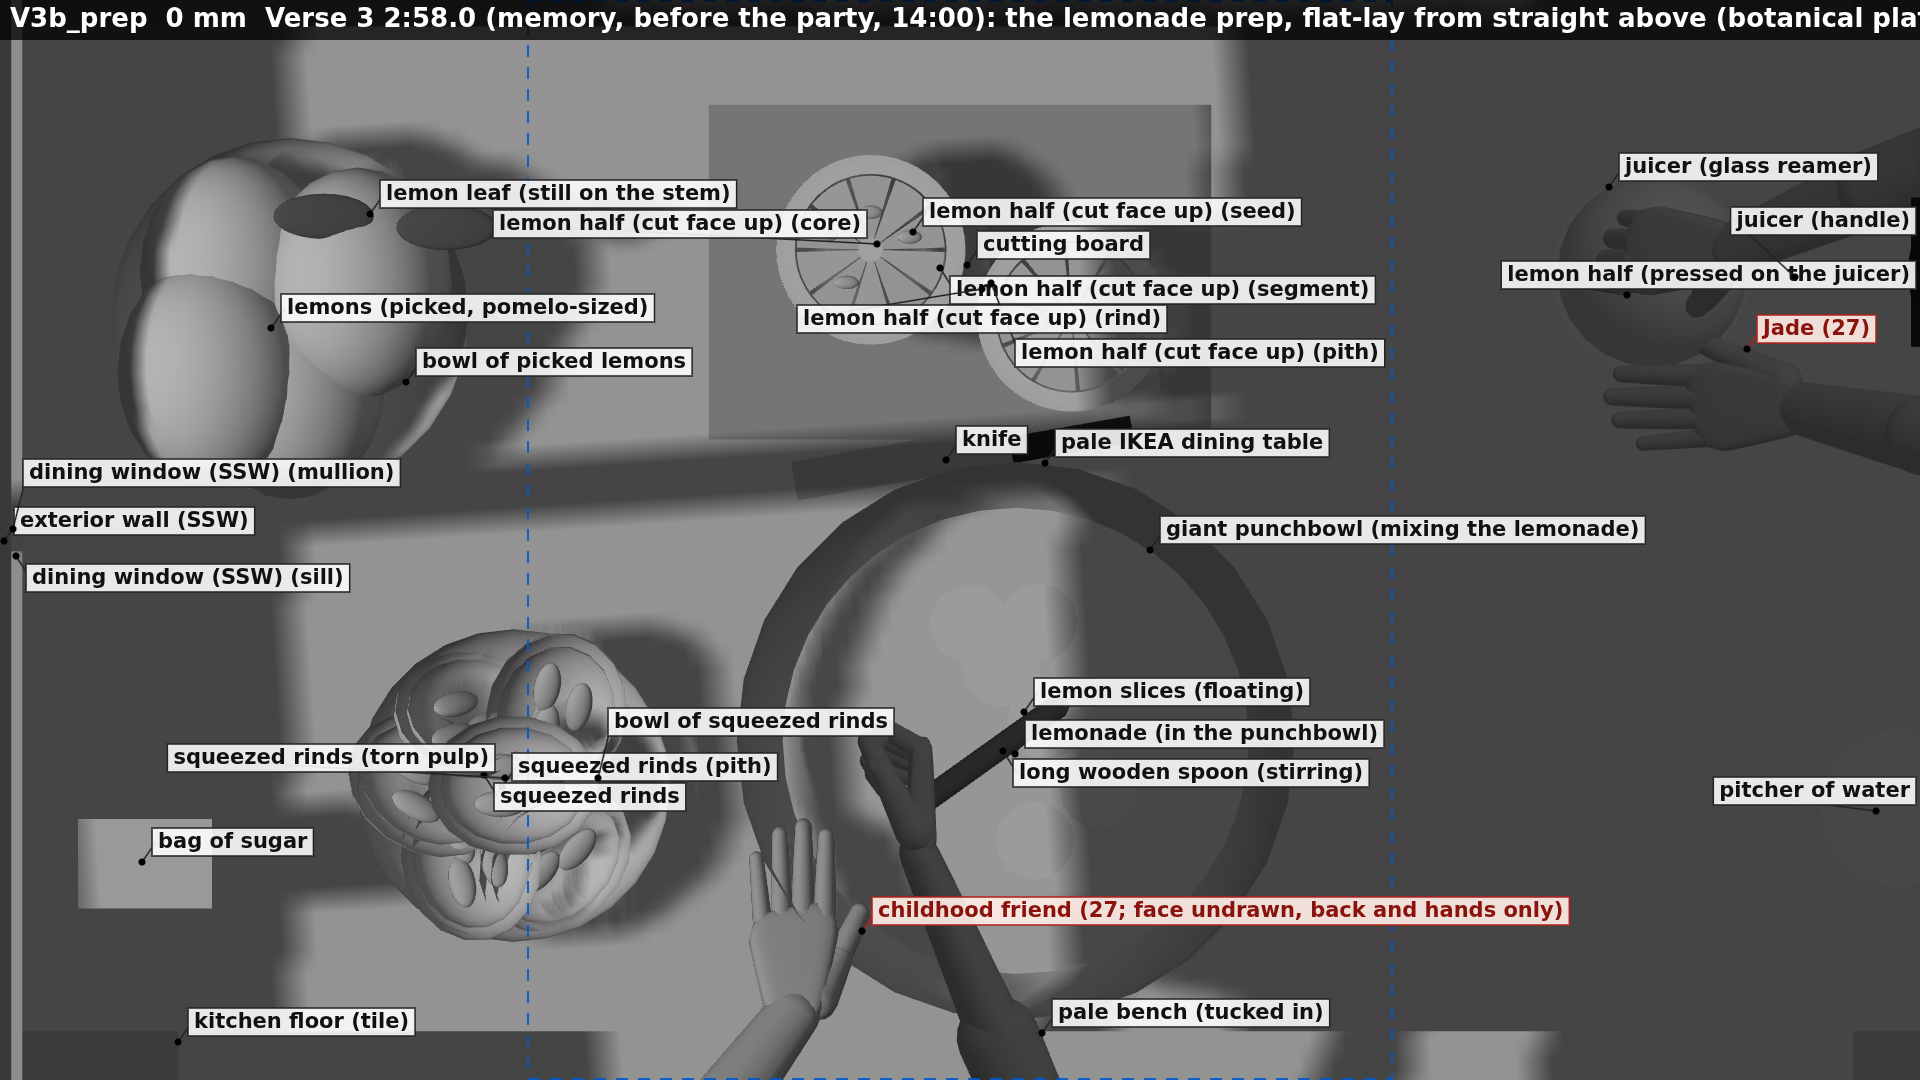 V3b_prep  0 mm  Verse 3 2:58.0 (memory, before the party, 14:00): the lemonade prep, flat-lay from straight above (botanical pla
juicer (glass reamer)
lemon leaf (still on the stem)
lemon half (cut face up) (core)
lemon half (cut face up) (seed)
juicer (handle)
cutting board
lemon half (pressed on the juicer)
lemon half (cut face up) (segment)
lemons (picked, pomelo-sized)
lemon half (cut face up) (rind)
Jade (27)
bowl of picked lemons
lemon half (cut face up) (pith)
knife
pale IKEA dining table
dining window (SSW) (mullion)
exterior wall (SSW)
giant punchbowl (mixing the lemonade)
dining window (SSW) (sill)
lemon slices (floating)
bowl of squeezed rinds
lemonade (in the punchbowl)
squeezed rinds (torn pulp)
squeezed rinds (pith)
long wooden spoon (stirring)
squeezed rinds
pitcher of water
bag of sugar
childhood friend (27; face undrawn, back and hands only)
pale bench (tucked in)
kitchen floor (tile)